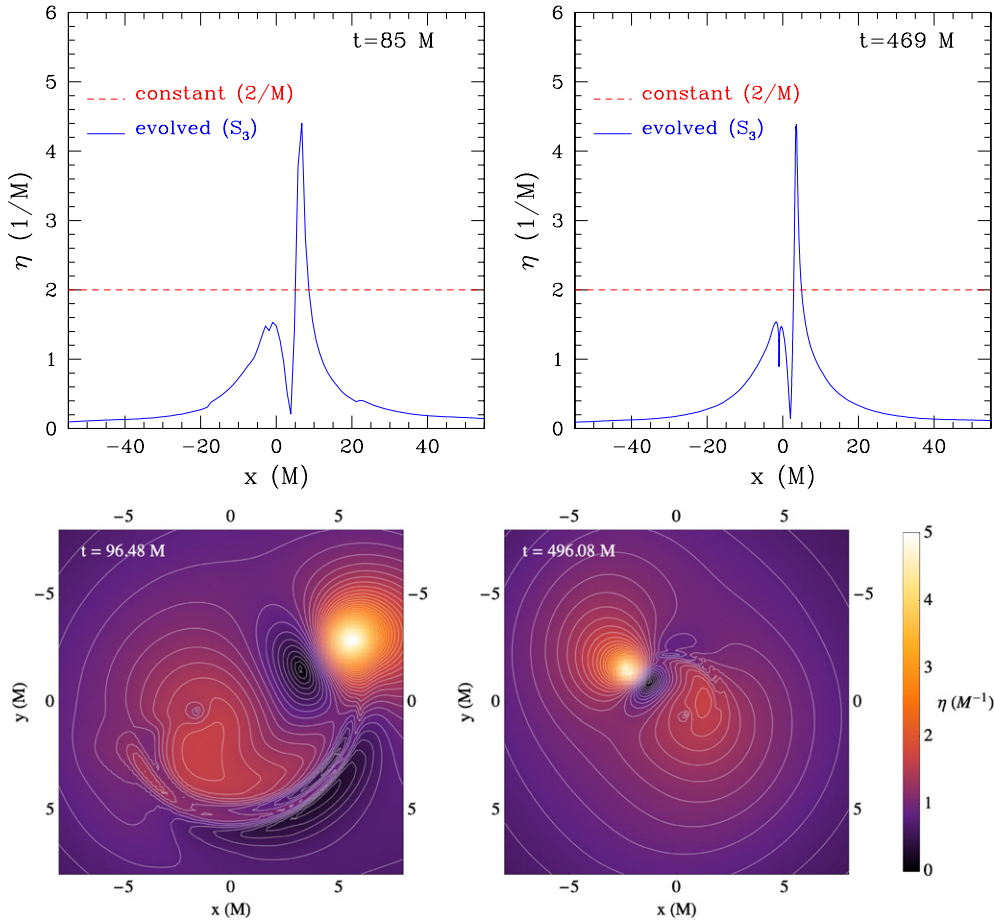 6
5
4
3
2
1
0
η (1/M)
t=85 M
constant (2/M)
evolved (S₃)
−40 −20 0 20 40
x (M)
6
5
4
3
2
1
0
η (1/M)
t=469 M
constant (2/M)
evolved (S₃)
−40 −20 0 20 40
x (M)
−5 0 5
t = 96.48 M
−5 −5
y (M)
0 0
5 5
−5 0 5
x (M)
−5 0 5
t = 496.08 M
−5 −5
y (M)
0 0
5 5
−5 0 5
x (M)
5
4
3
2
1
0
η (M⁻¹)